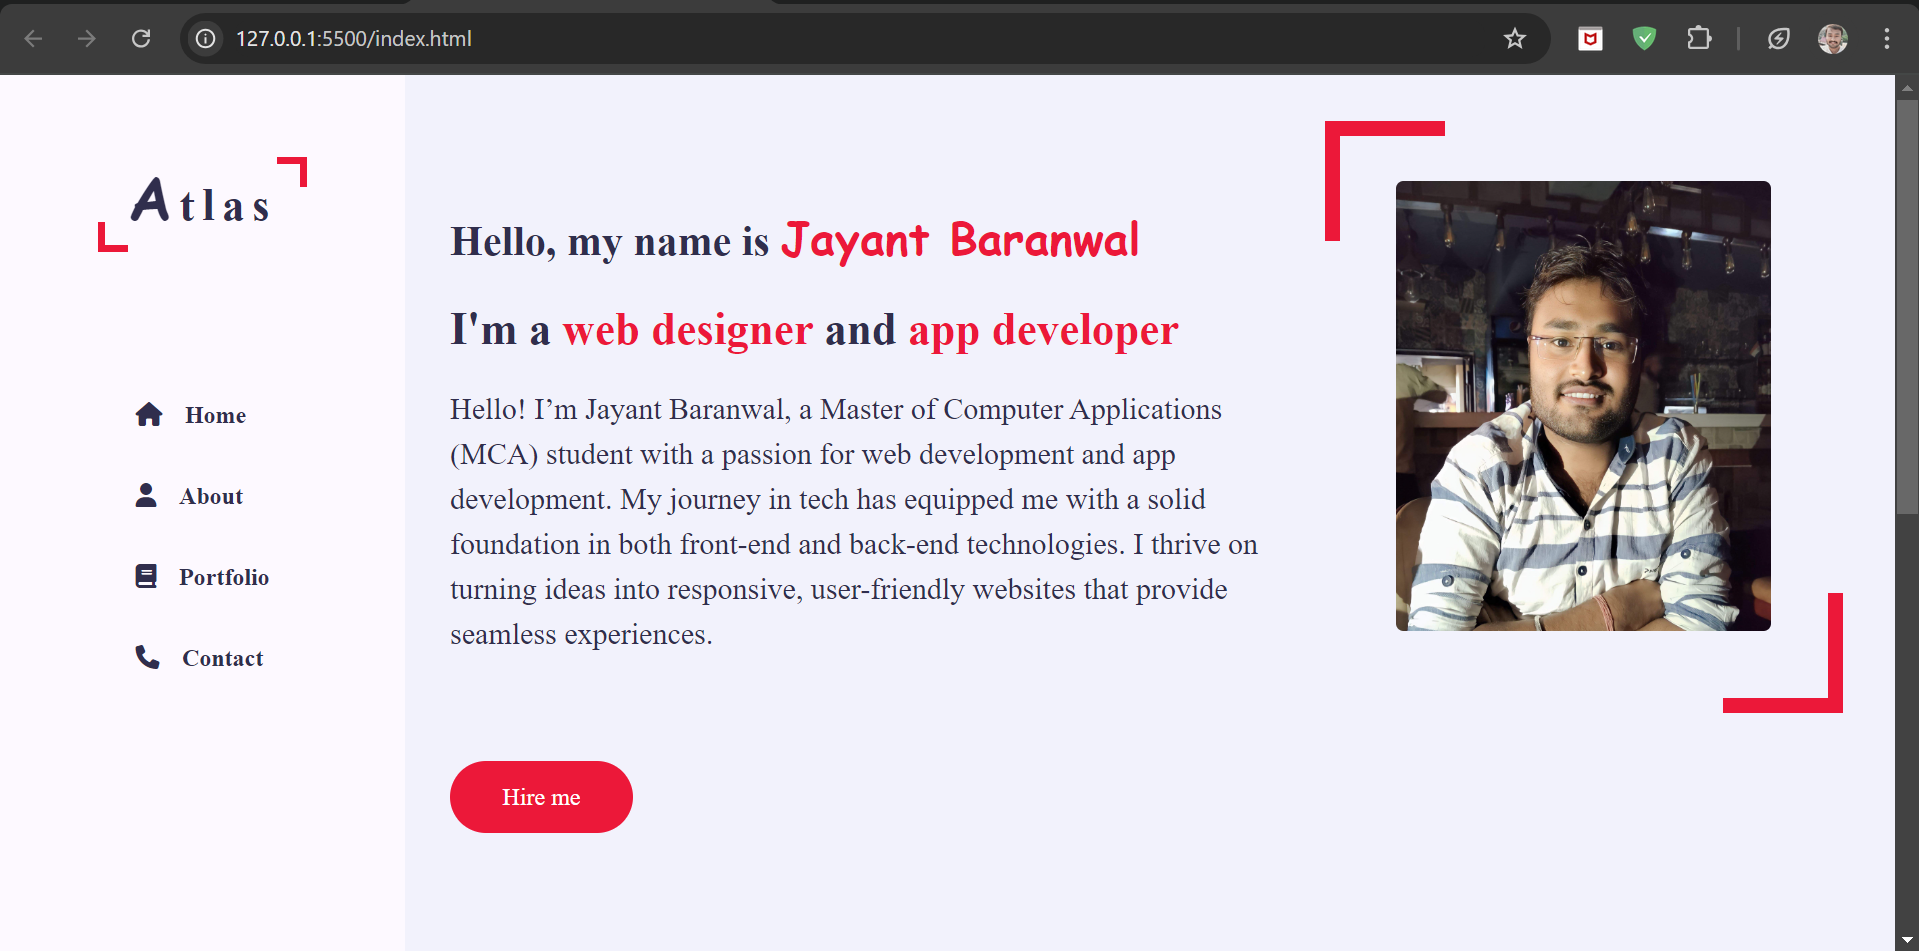 127.0.0.1:5500/index.html
Atlas
Home
About
Portfolio
Contact
Hello, my name is Jayant Baranwal
I'm a web designer and app developer
Hello! I’m Jayant Baranwal, a Master of Computer Applications
(MCA) student with a passion for web development and app
development. My journey in tech has equipped me with a solid
foundation in both front-end and back-end technologies. I thrive on
turning ideas into responsive, user-friendly websites that provide
seamless experiences.
Hire me